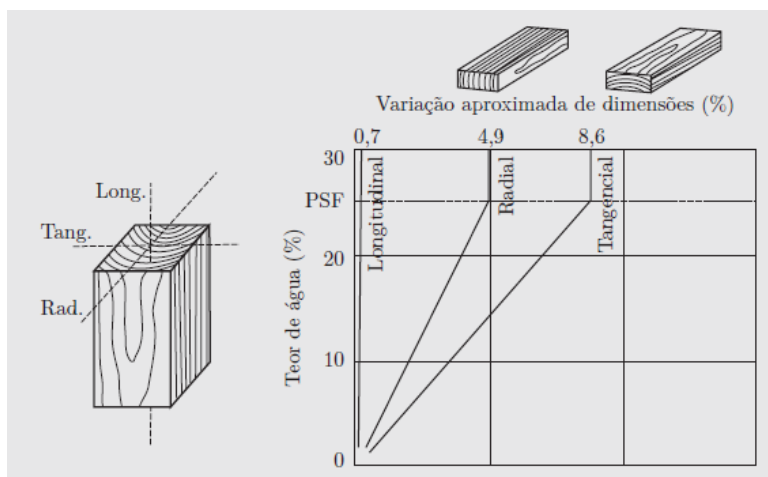 Variação aproximada de dimensões (%)
0,7 4,9 8,6
30
PSF
20
10
0
Teor de água (%)
Longitudinal
Radial
Tangencial
Long.
Tang.
Rad.